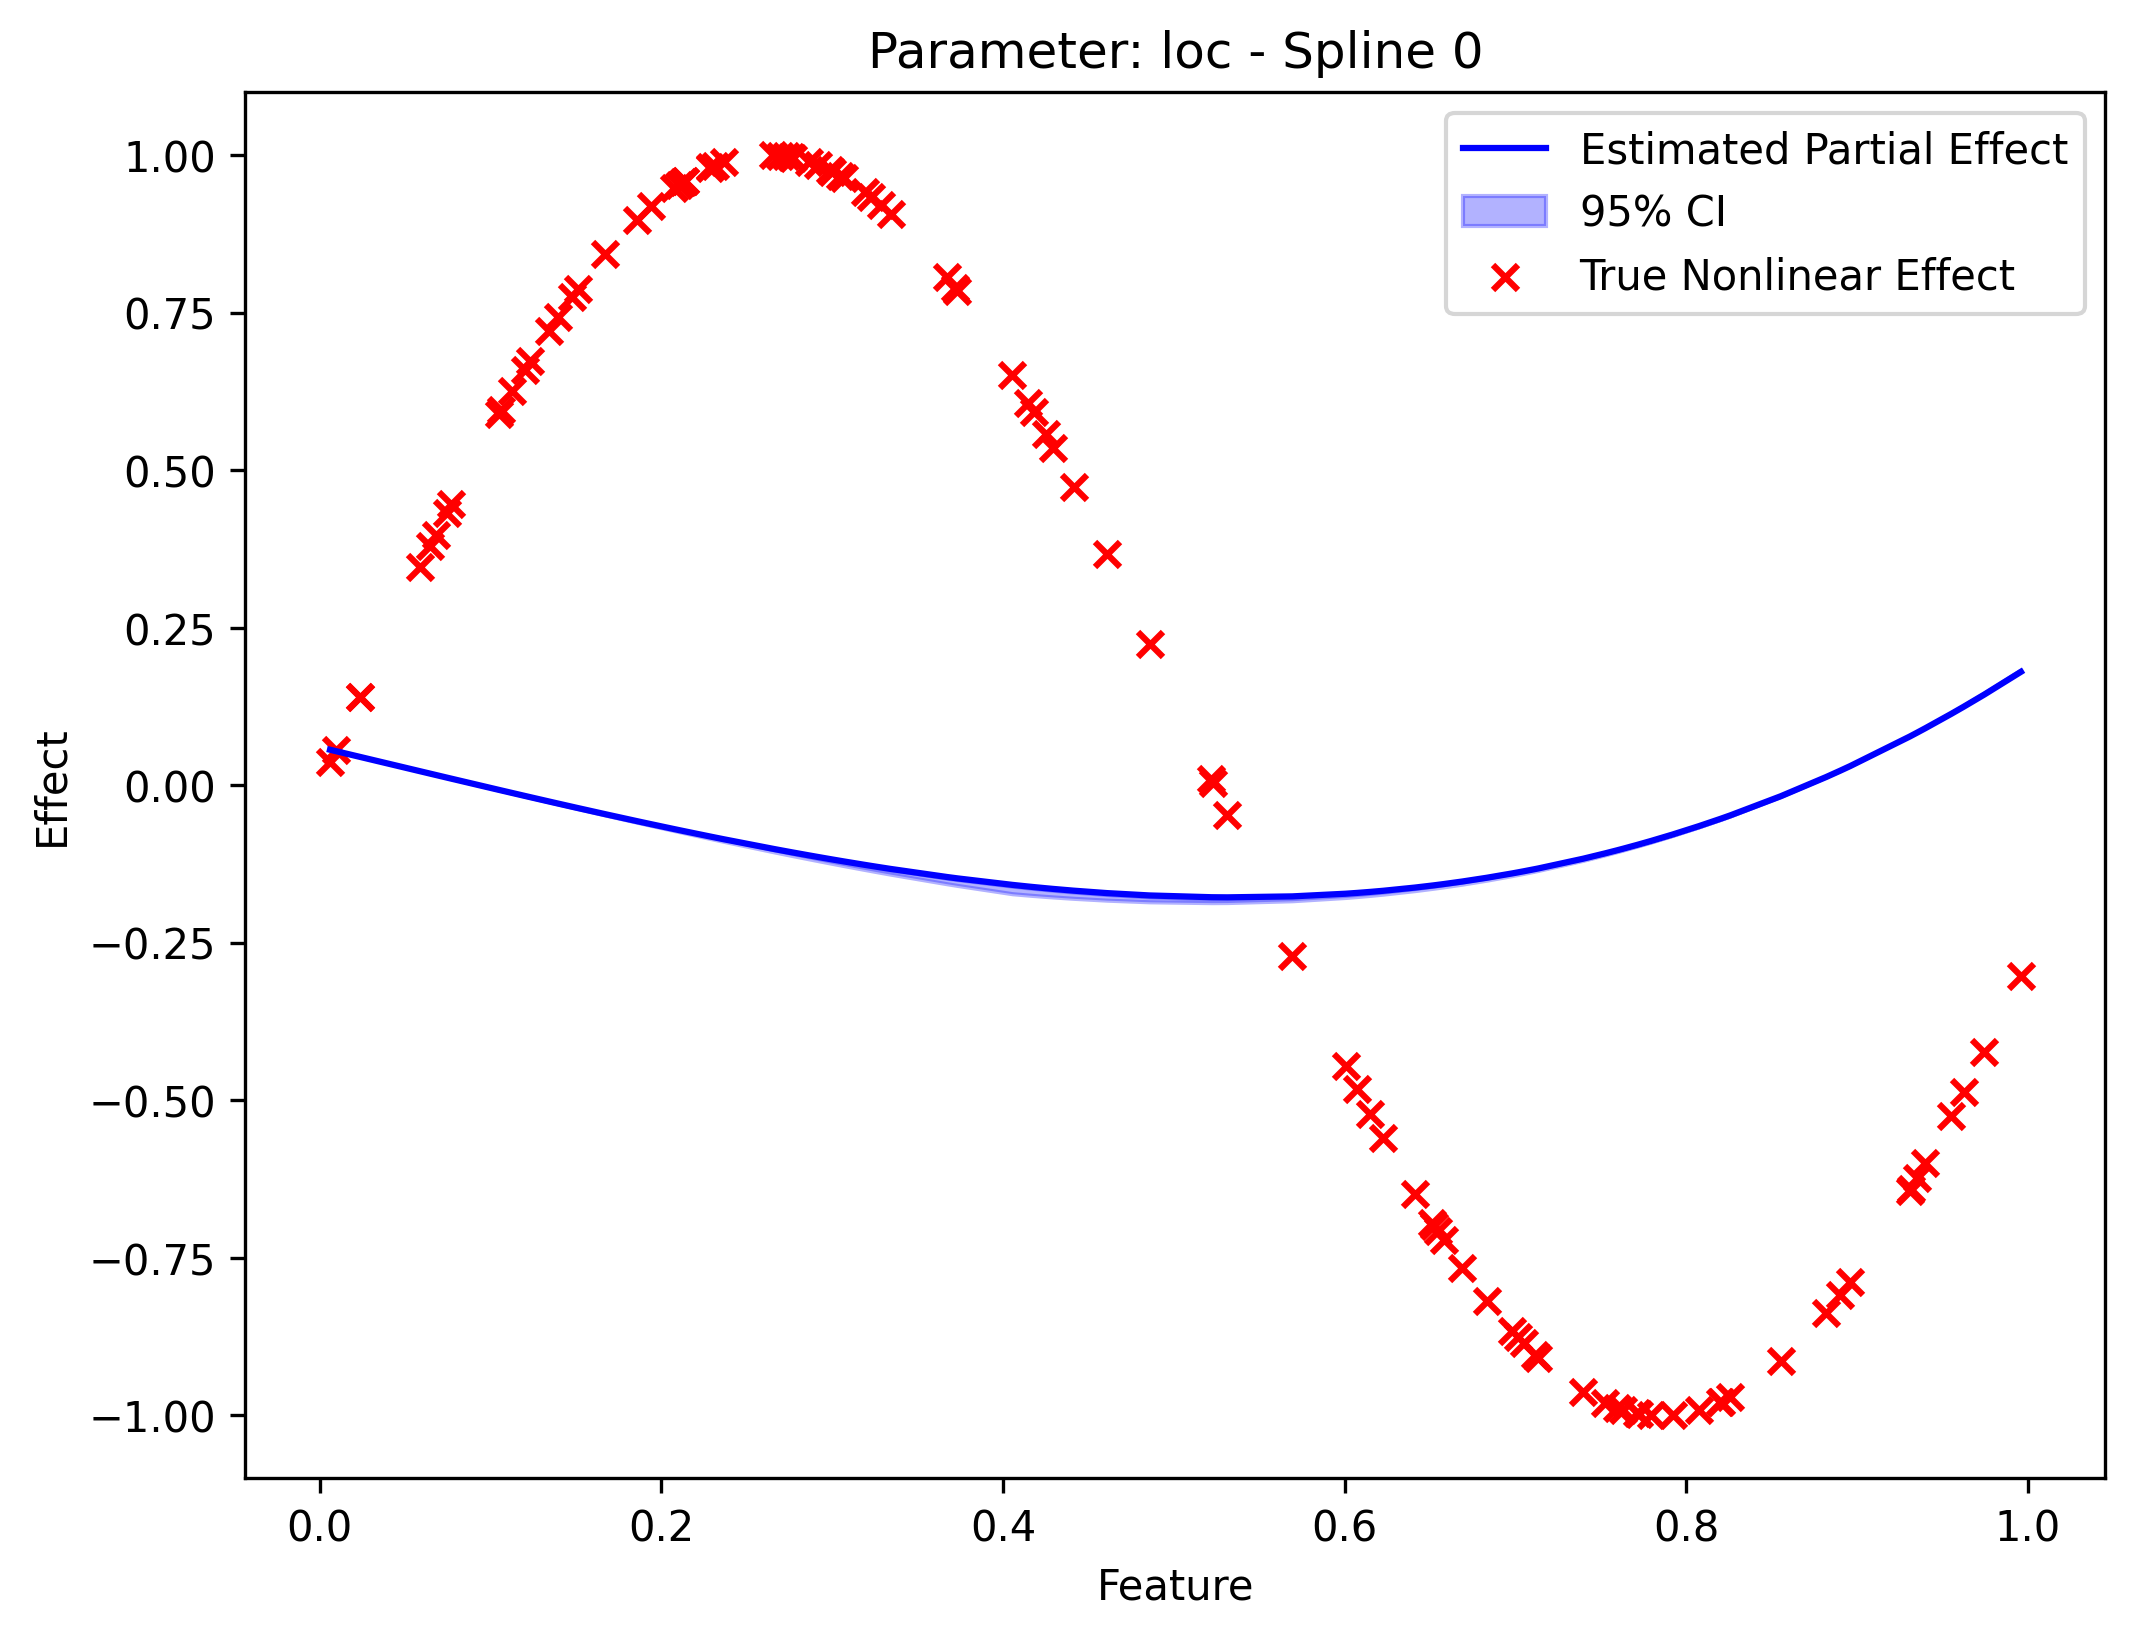 Parameter: loc - Spline 0
Estimated Partial Effect
95% CI
True Nonlinear Effect
1.00
0.75
0.50
0.25
0.00
−0.25
−0.50
−0.75
−1.00
Effect
0.0 0.2 0.4 0.6 0.8 1.0
Feature